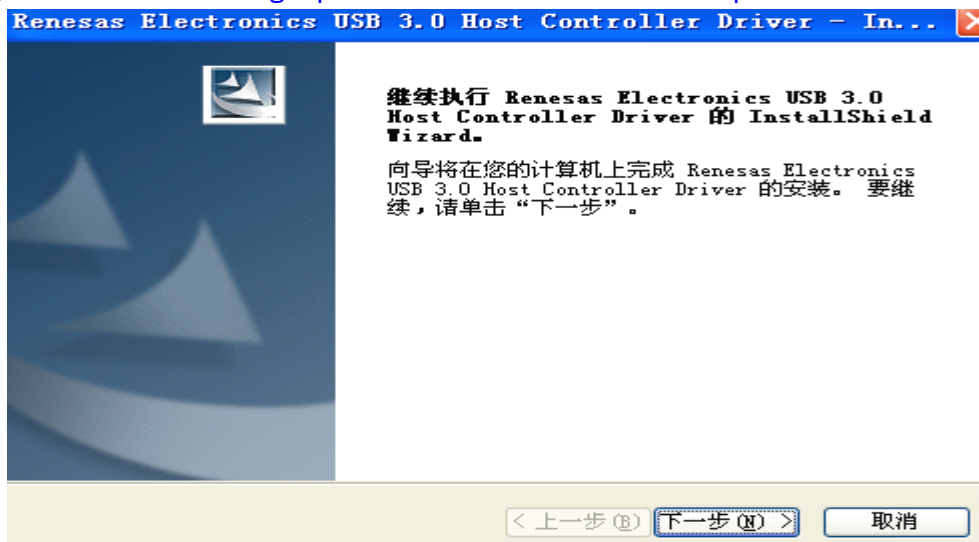 Renesas Electronics USB 3.0 Host Controller Driver - In...
继续执行 Renesas Electronics USB 3.0
Host Controller Driver 的 InstallShield
Wizard。
向导将在您的计算机上完成 Renesas Electronics
USB 3.0 Host Controller Driver 的安装。 要继
续，请单击“下一步”。
< 上一步(B) 下一步(N) > 取消